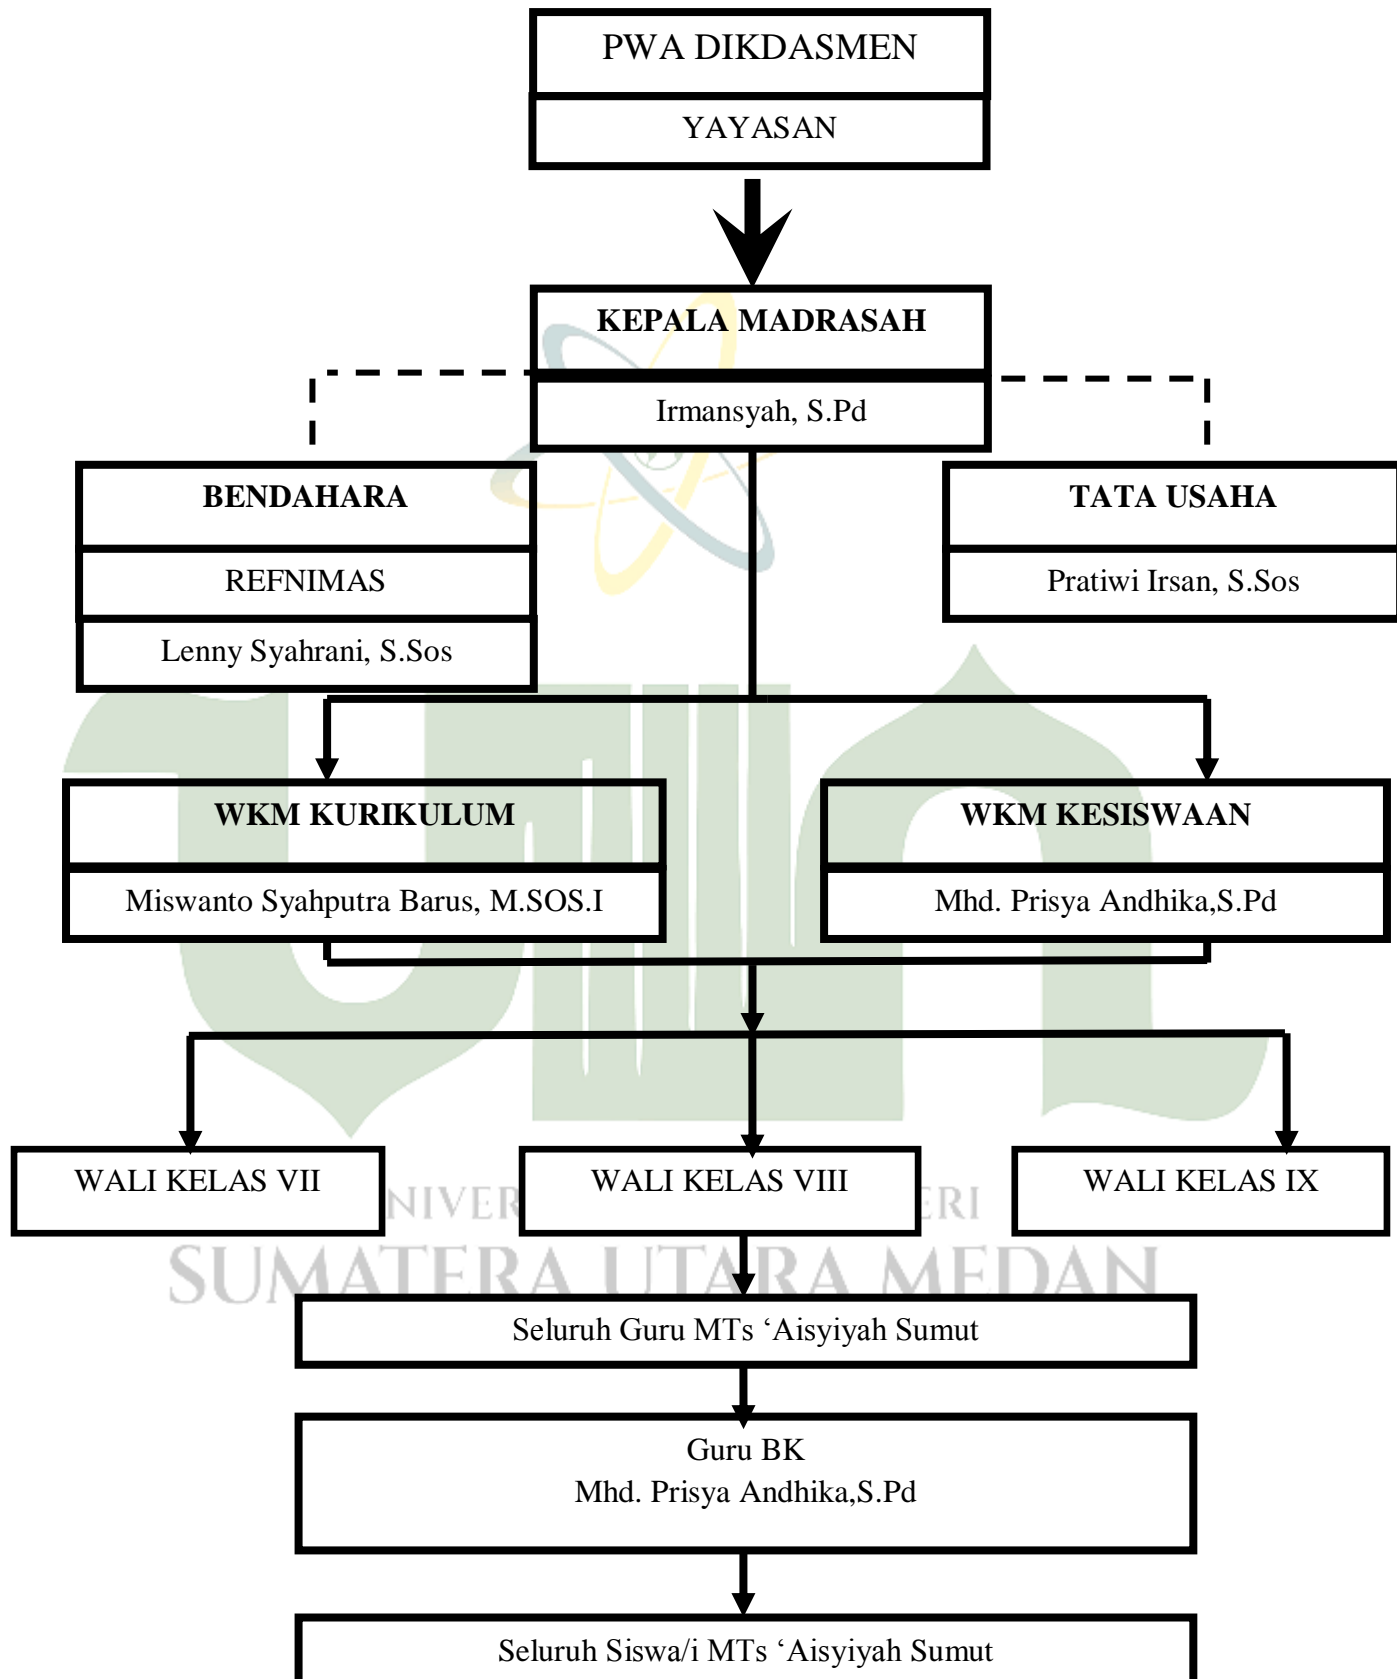 PWA DIKDASMEN
YAYASAN
KEPALA MADRASAH
Irmansyah, S.Pd
BENDAHARA
REFNIMAS
Lenny Syahrani, S.Sos
TATA USAHA
Pratiwi Irsan, S.Sos
WKM KURIKULUM
Miswanto Syahputra Barus, M.SOS.I
WKM KESISWAAN
Mhd. Prisya Andhika,S.Pd
WALI KELAS VII
WALI KELAS VIII
WALI KELAS IX
SUMATERA UTARA MEDAN
Seluruh Guru MTs ‘Aisyiyah Sumut
Guru BK
Mhd. Prisya Andhika,S.Pd
Seluruh Siswa/i MTs ‘Aisyiyah Sumut